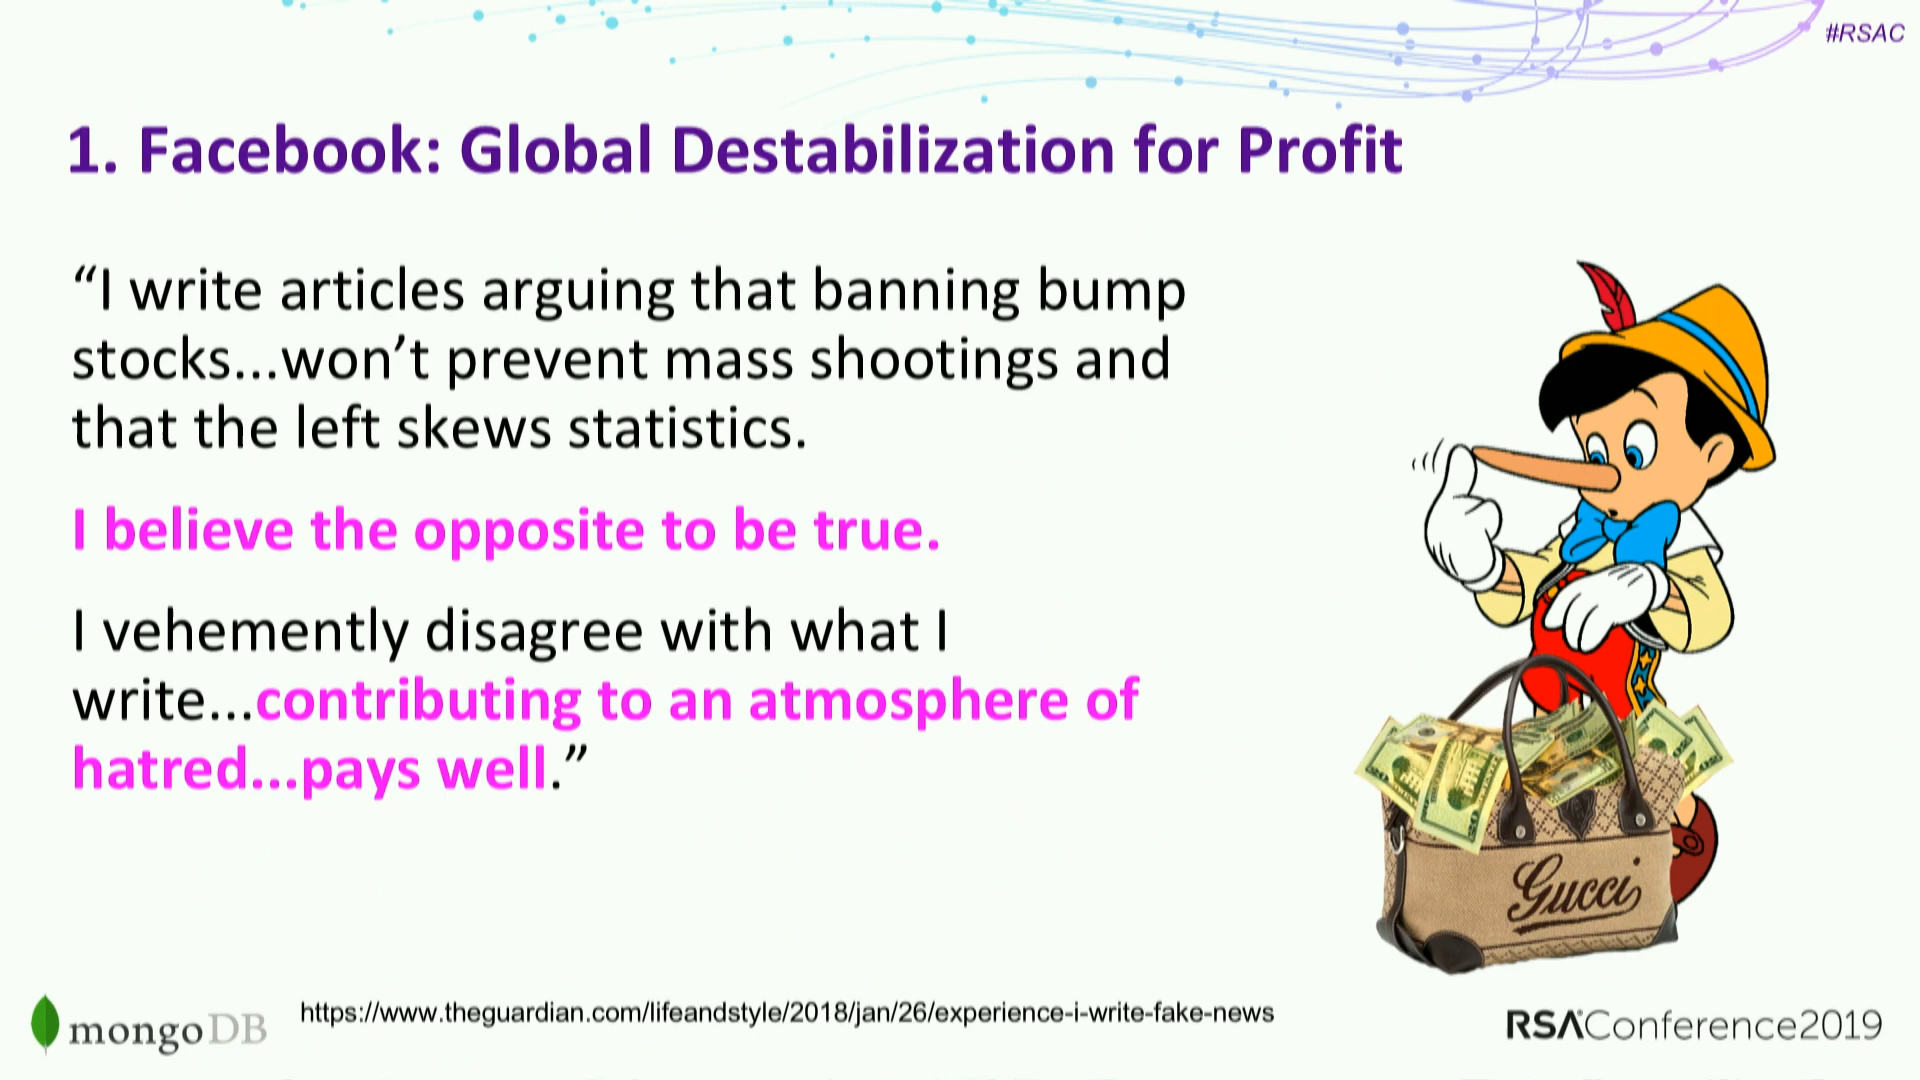 #RSAC
1. Facebook: Global Destabilization for Profit
“I write articles arguing that banning bump
stocks...won’t prevent mass shootings and
that the left skews statistics.
I believe the opposite to be true.
I vehemently disagree with what I
write...contributing to an atmosphere of
hatred...pays well.”
Gucci
mongoDB
https://www.theguardian.com/lifeandstyle/2018/jan/26/experience-i-write-fake-news
RSAConference2019